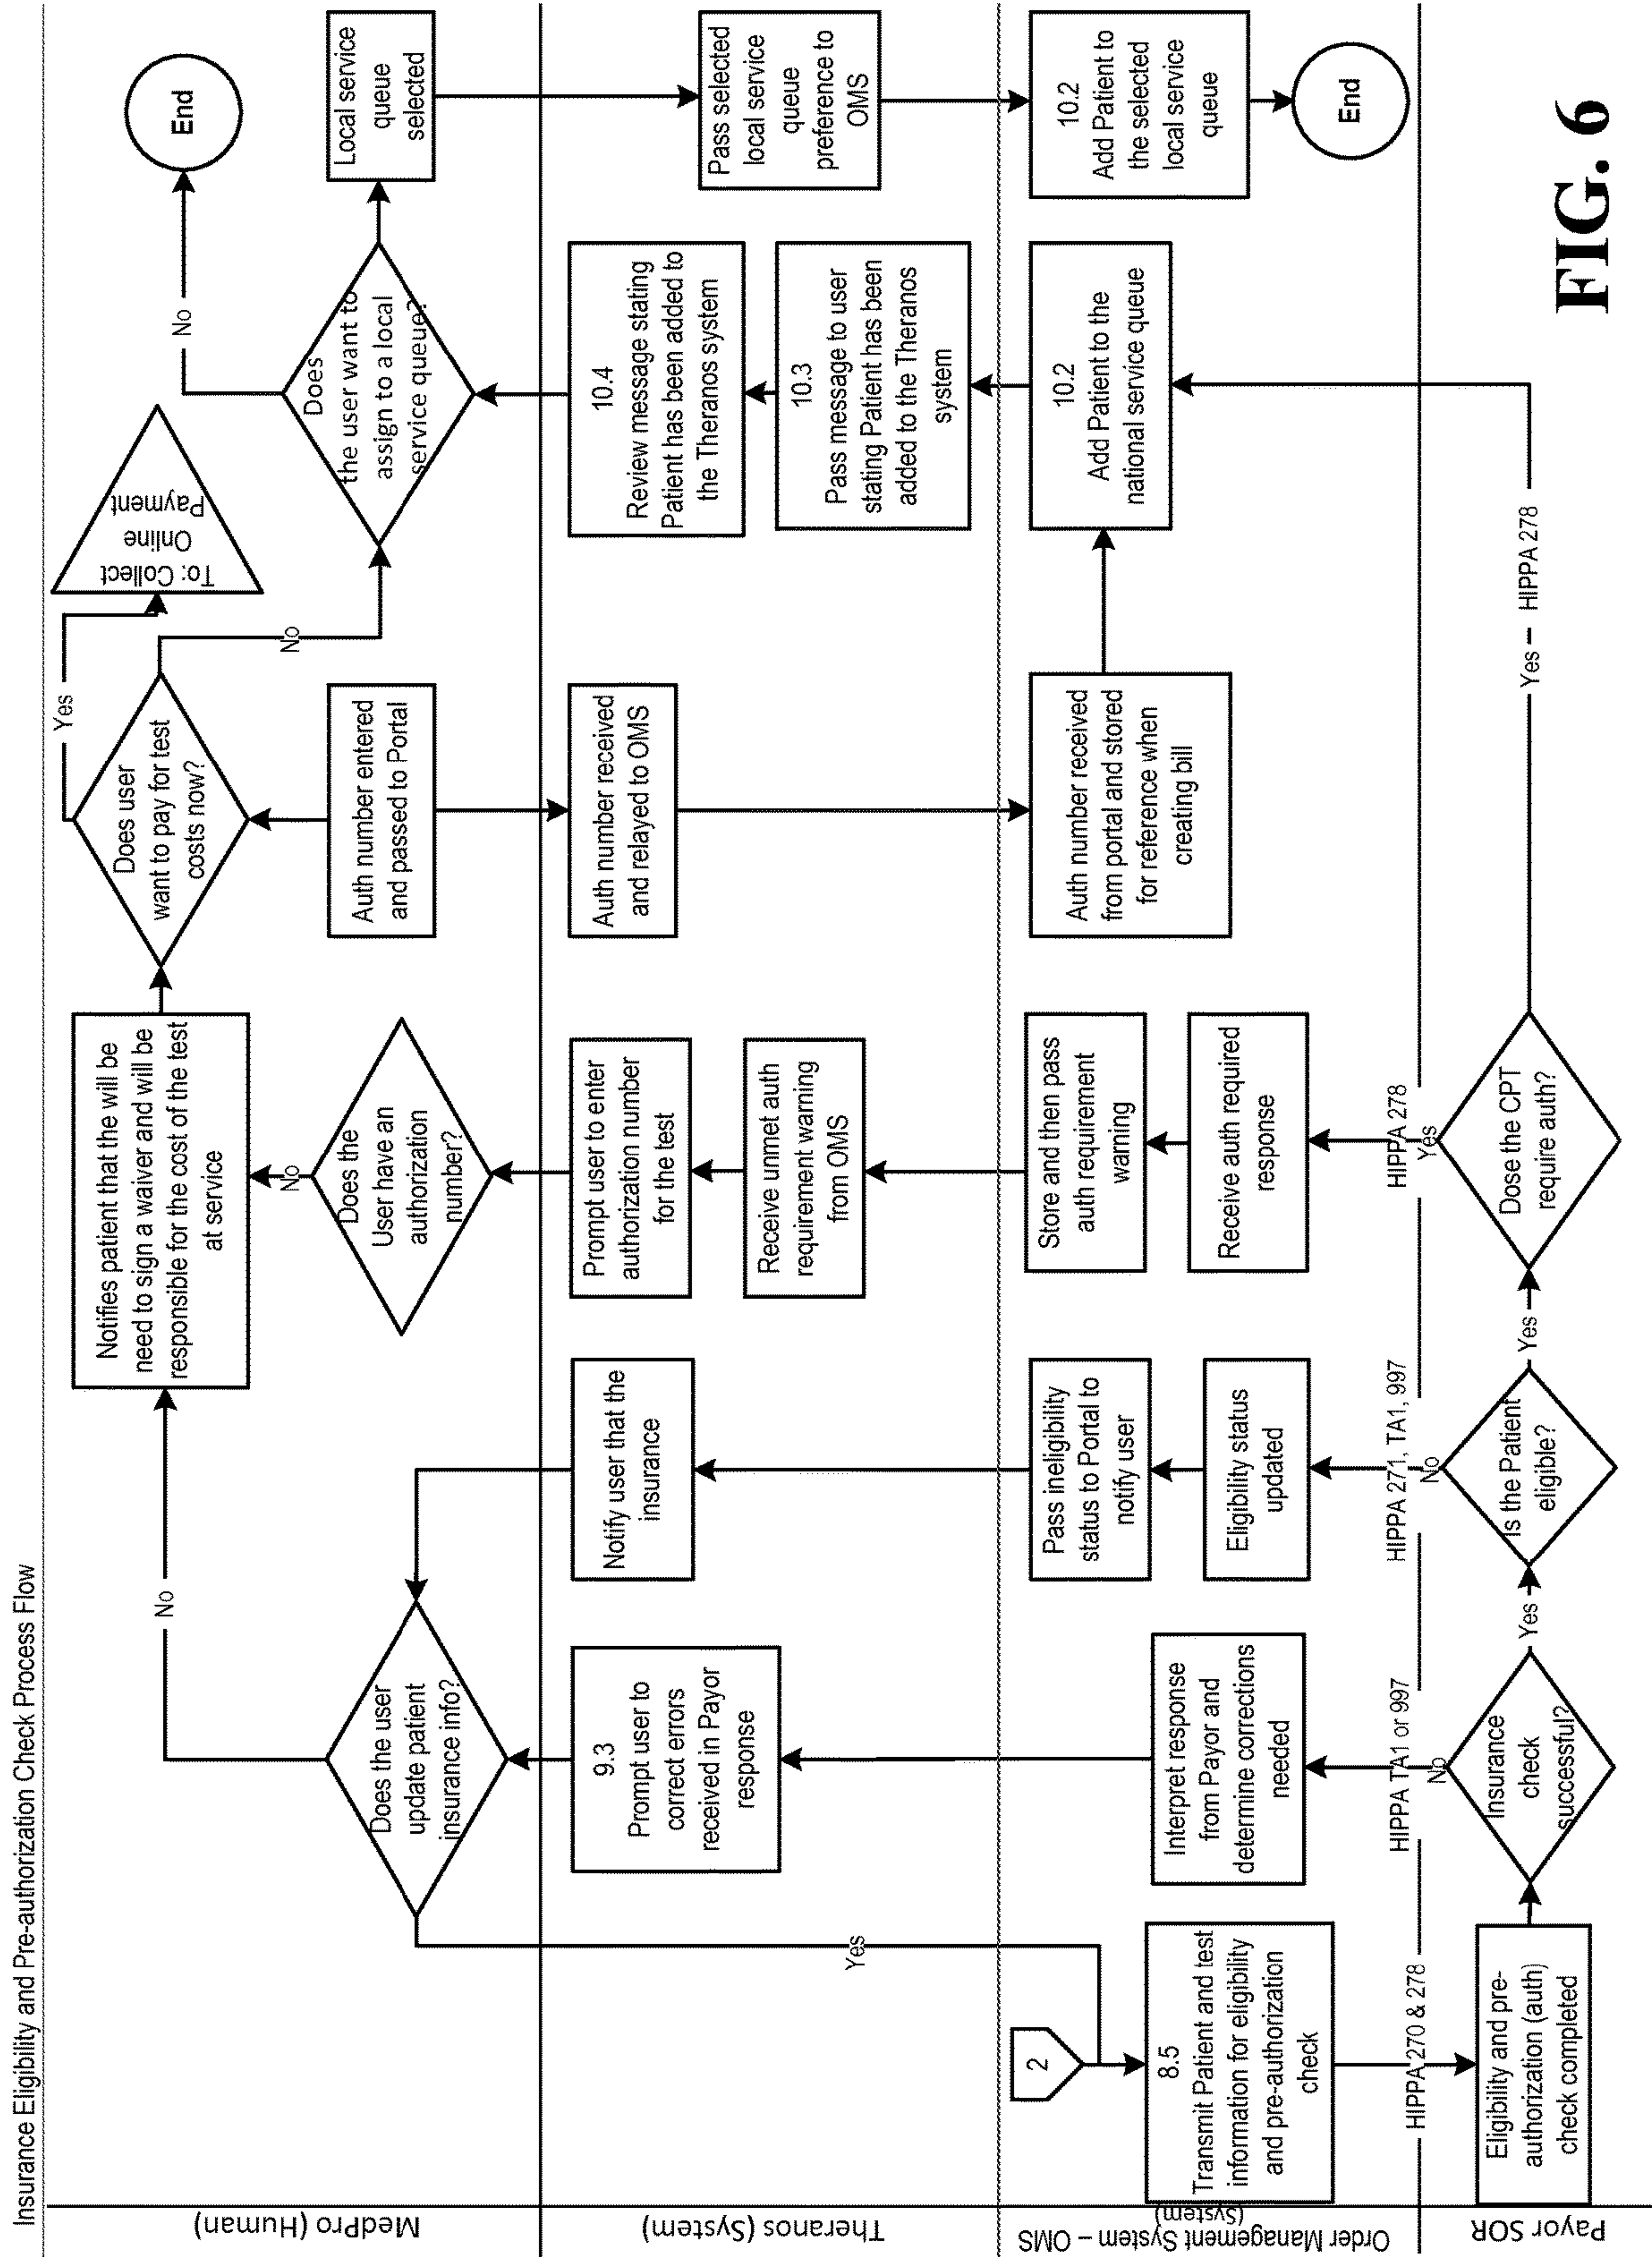 Insurance Eligibility and Pre-authorization Check Process Flow
MedPro (Human)
Does the user
update patient
insurance info?
No
Yes
Notifies patient that the will be
need to sign a waiver and will be
responsible for the cost of the test
at service
Does the
User have an
authorization
number?
No
Does user
want to pay for test
costs now?
Yes
No
Auth number entered
and passed to Portal
To: Collect
Online
Payment
Does
the user want to
assign to a local
service queue?
No
End
Local service
queue
selected
Theranos (System)
9.3
Prompt user to
correct errors
received in Payor
response
Notify user that the
insurance
Prompt user to enter
authorization number
for the test
Receive unmet auth
requirement warning
from OMS
Auth number received
and relayed to OMS
10.4
Review message stating
Patient has been added to
the Theranos system
10.3
Pass message to user
stating Patient has been
added to the Theranos
system
Pass selected
local service
queue
preference to
OMS
Order Management System – OMS
(System)
2
8.5
Transmit Patient and test
information for eligibility
and pre-authorization
check
Interpret response
from Payor and
determine corrections
needed
Pass ineligibility
status to Portal to
notify user
Eligibility status
updated
Store and then pass
auth requirement
warning
Receive auth required
response
Auth number received
from portal and stored
for reference when
creating bill
10.2
Add Patient to the
national service queue
10.2
Add Patient to
the selected
local service
queue
End
HIPPA 270 & 278
HIPPA TA1 or 997
No
HIPPA 271, TA1, 997
No
HIPPA 278
Yes
Payor SOR
Eligibility and pre-
authorization (auth)
check completed
Insurance
check
successful?
Yes
Is the Patient
eligible?
Yes
Dose the CPT
require auth?
Yes
HIPPA 278
FIG. 6